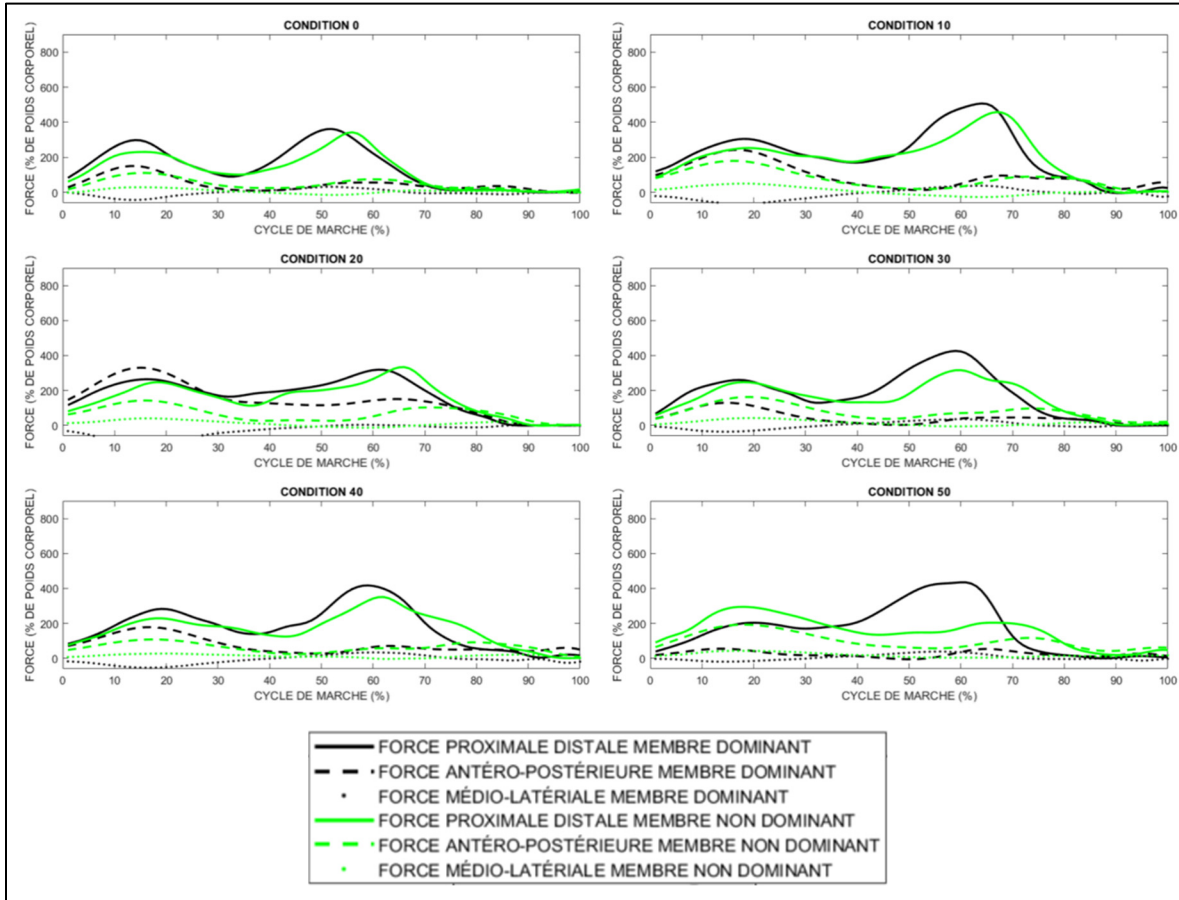 CONDITION 0
FORCE (% DE POIDS CORPOREL)
800
600
400
200
0
0 10 20 30 40 50 60 70 80 90 100
CYCLE DE MARCHE (%)
CONDITION 10
FORCE (% DE POIDS CORPOREL)
800
600
400
200
0
0 10 20 30 40 50 60 70 80 90 100
CYCLE DE MARCHE (%)
CONDITION 20
FORCE (% DE POIDS CORPOREL)
800
600
400
200
0
0 10 20 30 40 50 60 70 80 90 100
CYCLE DE MARCHE (%)
CONDITION 30
FORCE (% DE POIDS CORPOREL)
800
600
400
200
0
0 10 20 30 40 50 60 70 80 90 100
CYCLE DE MARCHE (%)
CONDITION 40
FORCE (% DE POIDS CORPOREL)
800
600
400
200
0
0 10 20 30 40 50 60 70 80 90 100
CYCLE DE MARCHE (%)
CONDITION 50
FORCE (% DE POIDS CORPOREL)
800
600
400
200
0
0 10 20 30 40 50 60 70 80 90 100
CYCLE DE MARCHE (%)
FORCE PROXIMALE DISTALE MEMBRE DOMINANT
FORCE ANTÉRO-POSTÉRIEURE MEMBRE DOMINANT
FORCE MÉDIO-LATÉRIALE MEMBRE DOMINANT
FORCE PROXIMALE DISTALE MEMBRE NON DOMINANT
FORCE ANTÉRO-POSTÉRIEURE MEMBRE NON DOMINANT
FORCE MÉDIO-LATÉRIALE MEMBRE NON DOMINANT